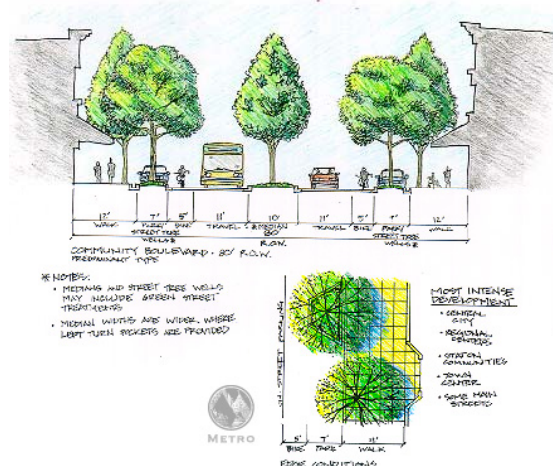 12' 7' 5' 11' 10' 11' 5' 7' 12'
WALK PARK/ BIKE TRAVEL MEDIAN TRAVEL BIKE PARK/ WALK
STREET TREE 80' STREET TREE
WELLS* R.O.W. WELLS*
COMMUNITY BOULEVARD - 80' R.O.W.
PREDOMINANT TYPE
* NOTES:
• MEDIANS AND STREET TREE WELLS
MAY INCLUDE GREEN STREET
TREATMENTS
• MEDIAN WIDTHS ARE WIDER, WHERE
LEFT TURN POCKETS ARE PROVIDED
ON-STREET PARKING
MOST INTENSE
DEVELOPMENT
• CENTRAL
CITY
• REGIONAL
CENTERS
• STATION
COMMUNITIES
• TOWN
CENTER
• SOME MAIN
STREETS
METRO
5' 7'
BIKE PARK WALK
EDGE CONDITIONS